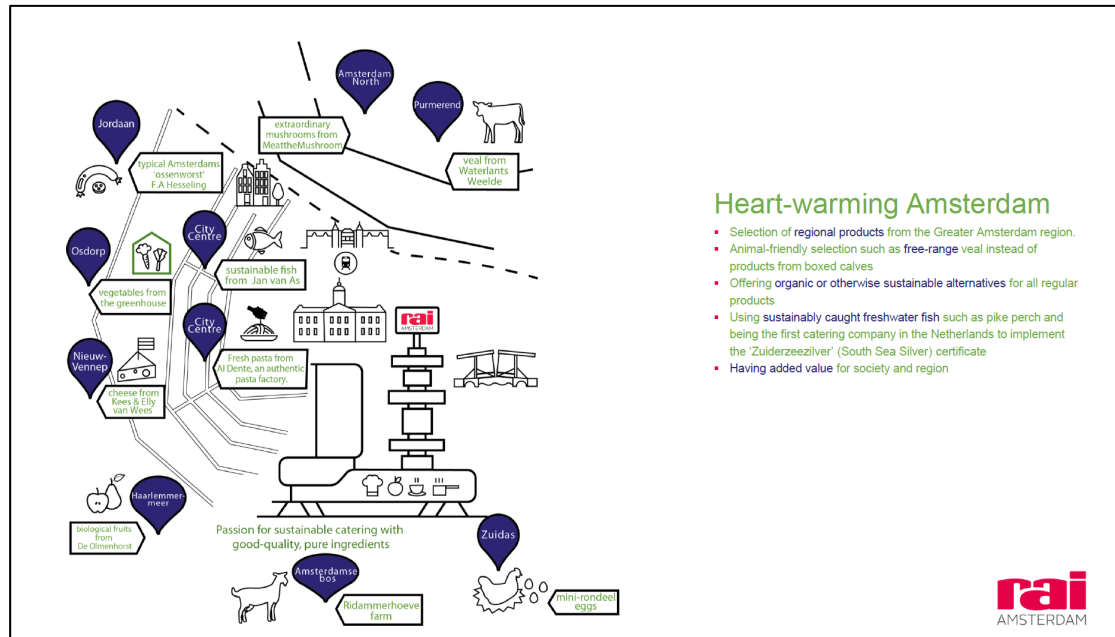 Amsterdam
North
Purmerend
Jordaan
extraordinary
mushrooms from
MeattheMushroom
veal from
Waterlants
Weelde
typical Amsterdams
'ossenworst'
F.A Hesseling
City
Centre
Osdorp
sustainable fish
from Jan van As
vegetables from
the greenhouse
City
Centre
rai
AMSTERDAM
Nieuw-
Vennep
Fresh pasta from
Al Dente, an authentic
pasta factory.
cheese from
Kees & Elly
van Wees
Haarlemmer-
meer
biological fruits
from
De Olmenhorst
Passion for sustainable catering with
good-quality, pure ingredients
Zuidas
Amsterdamse
bos
Ridammerhoeve
farm
mini-rondeel
eggs
Heart-warming Amsterdam
▪ Selection of regional products from the Greater Amsterdam region.
▪ Animal-friendly selection such as free-range veal instead of
products from boxed calves
▪ Offering organic or otherwise sustainable alternatives for all regular
products
▪ Using sustainably caught freshwater fish such as pike perch and
being the first catering company in the Netherlands to implement
the 'Zuiderzeezilver' (South Sea Silver) certificate
▪ Having added value for society and region
rai
AMSTERDAM